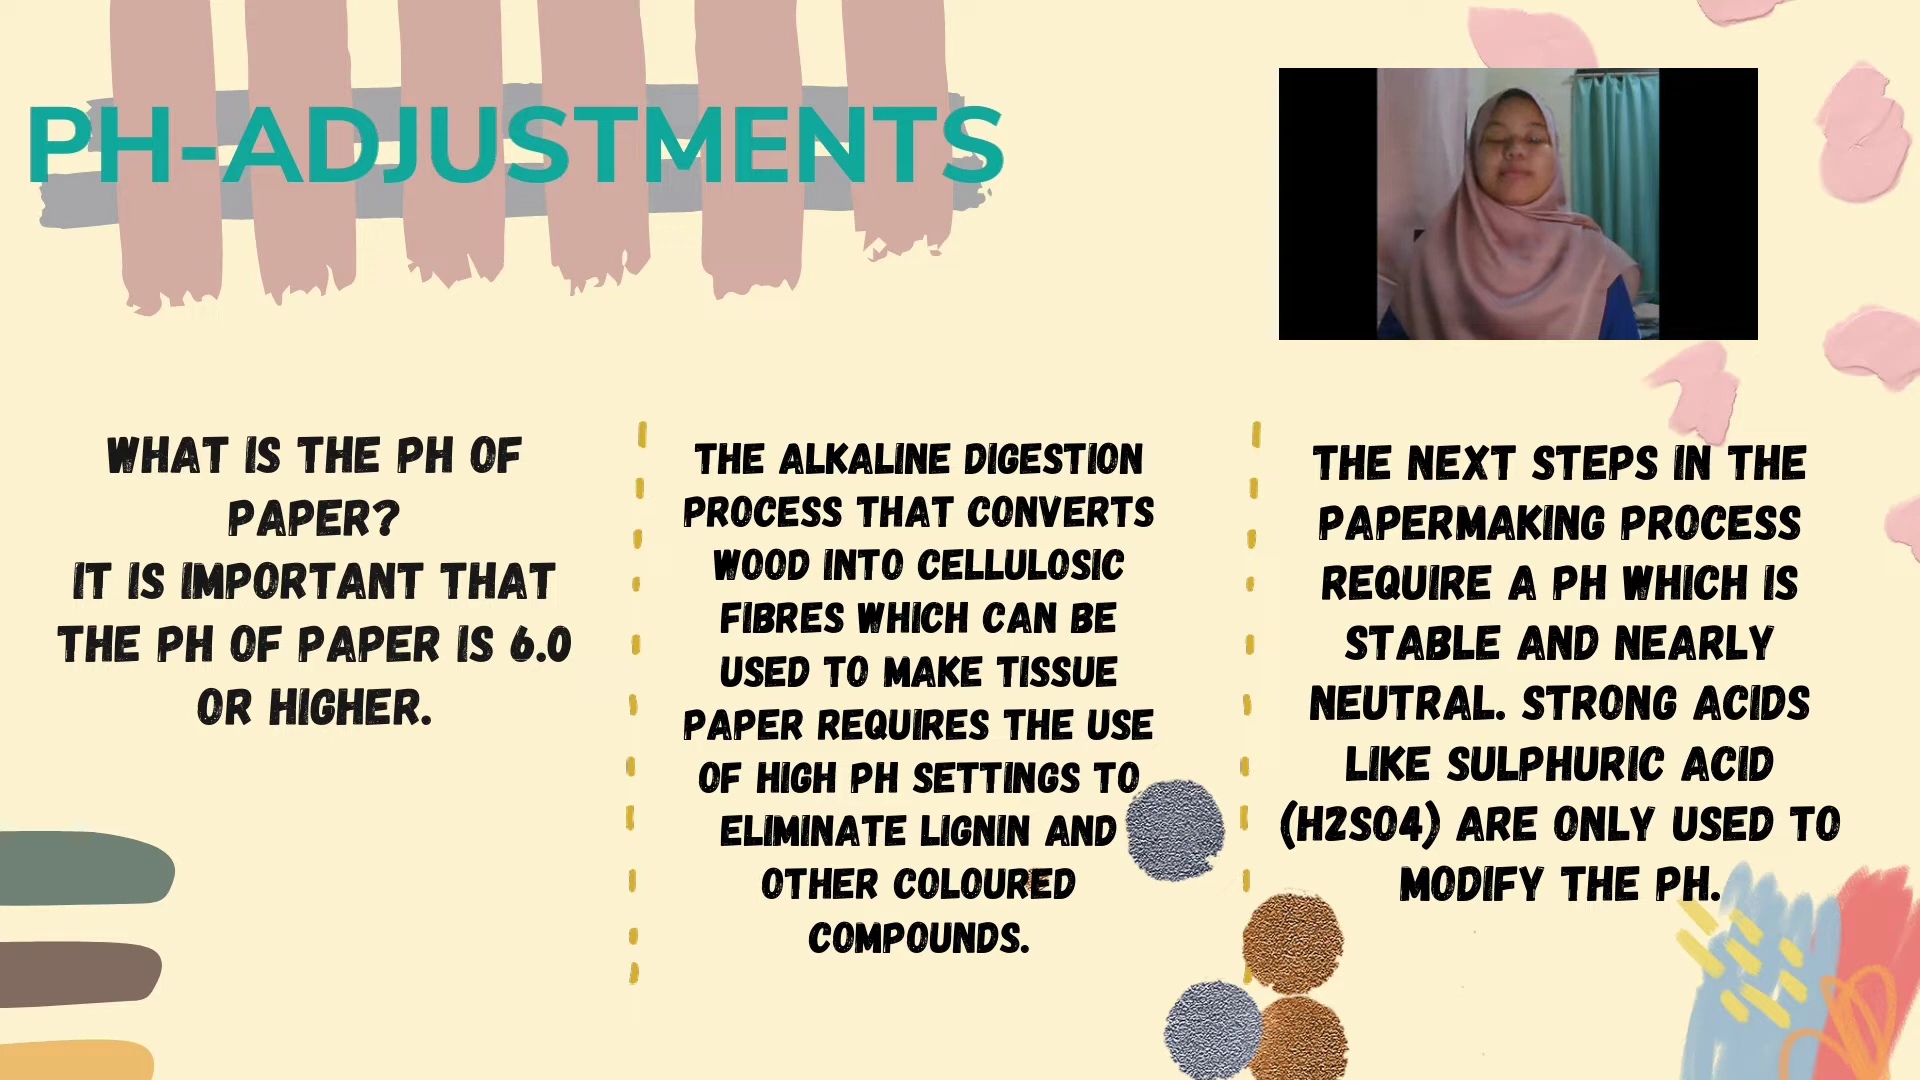 PH-ADJUSTMENTS
WHAT IS THE PH OF
PAPER?
IT IS IMPORTANT THAT
THE PH OF PAPER IS 6.0
OR HIGHER.
THE ALKALINE DIGESTION
PROCESS THAT CONVERTS
WOOD INTO CELLULOSIC
FIBRES WHICH CAN BE
USED TO MAKE TISSUE
PAPER REQUIRES THE USE
OF HIGH PH SETTINGS TO
ELIMINATE LIGNIN AND
OTHER COLOURED
COMPOUNDS.
THE NEXT STEPS IN THE
PAPERMAKING PROCESS
REQUIRE A PH WHICH IS
STABLE AND NEARLY
NEUTRAL. STRONG ACIDS
LIKE SULPHURIC ACID
(H2SO4) ARE ONLY USED TO
MODIFY THE PH.